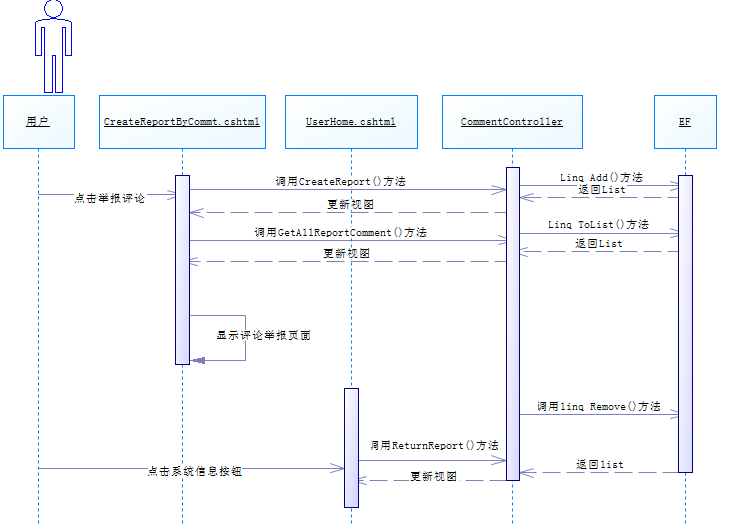 用户
CreateReportByCommt.cshtml
UserHome.cshtml
CommentController
EF
点击举报评论
调用CreateReport()方法
Linq Add()方法
返回List
更新视图
调用GetAllReportComment()方法
Linq ToList()方法
返回List
更新视图
显示评论举报页面
调用linq Remove()方法
调用ReturnReport()方法
点击系统信息按钮
更新视图
返回list